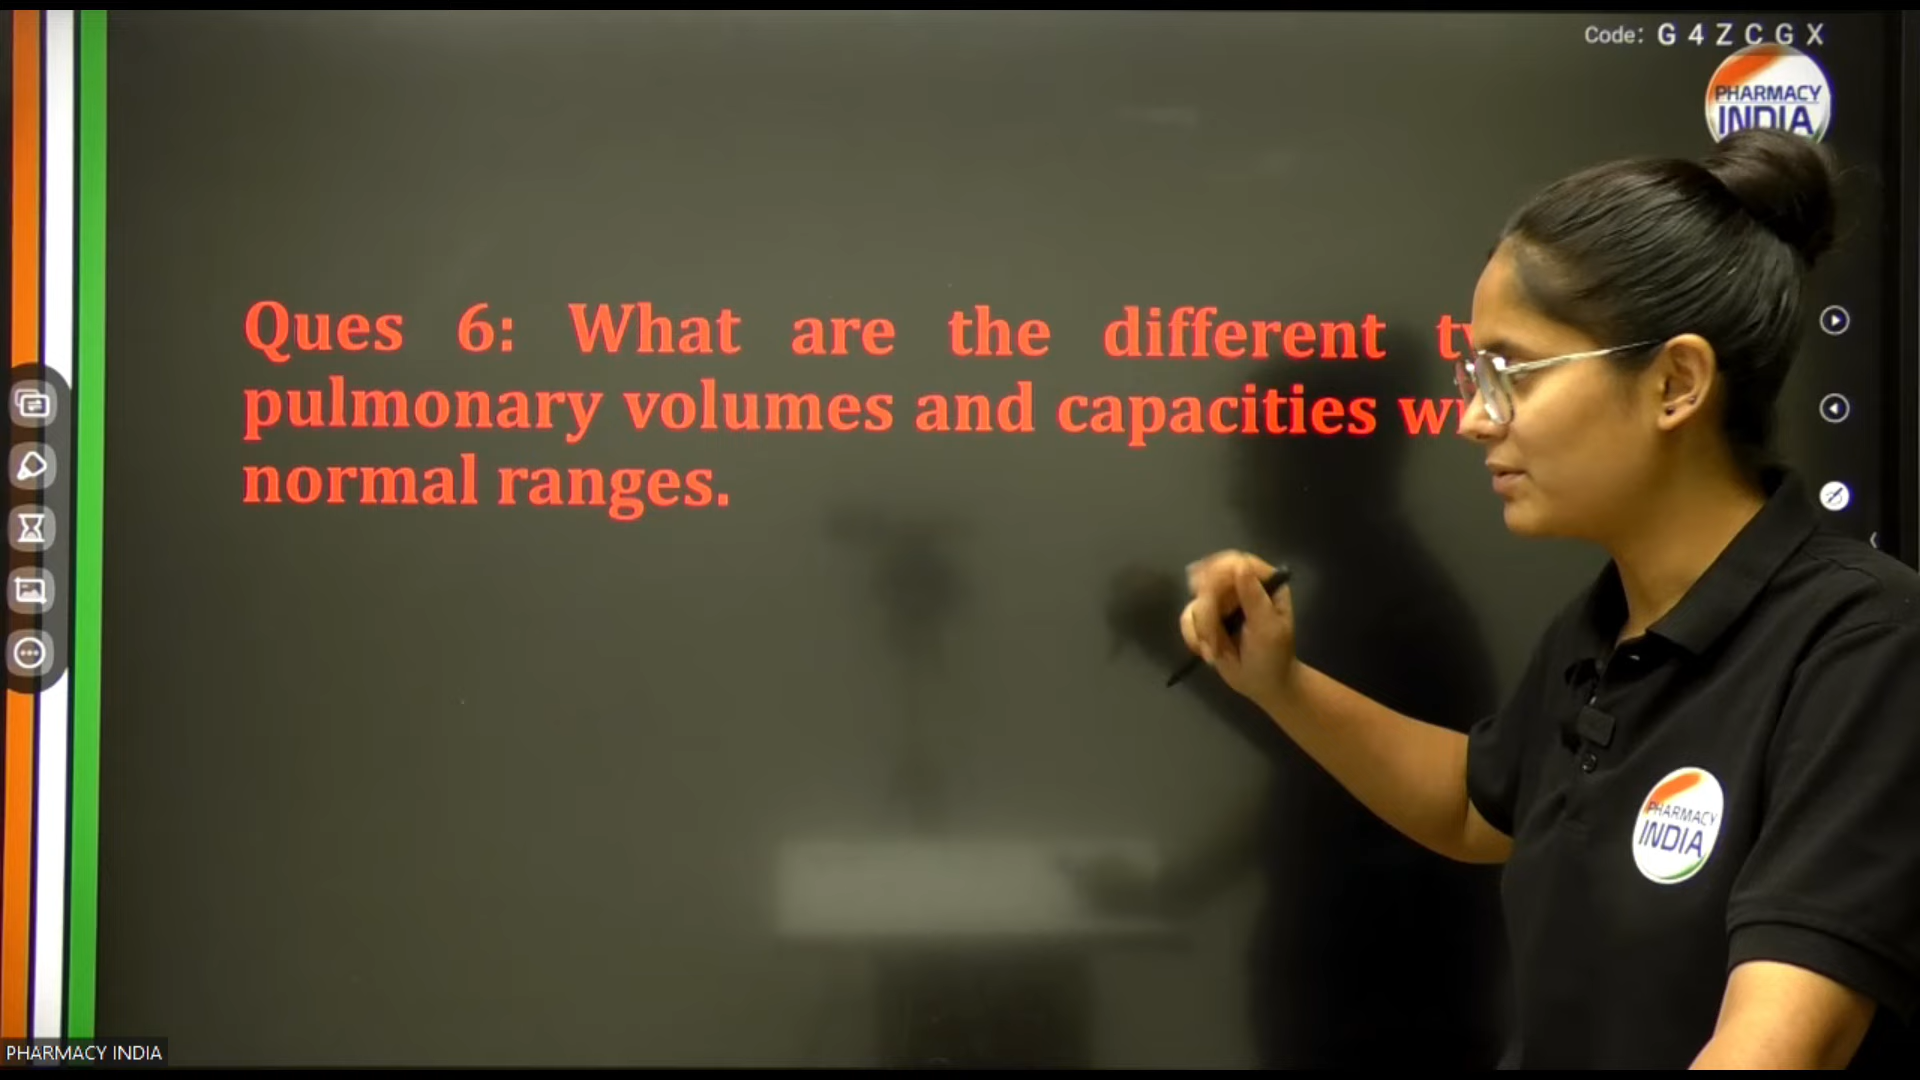 Code: G4ZCGX
PHARMACY
INDIA
Ques 6: What are the different
pulmonary volumes and capacities
normal ranges.
PHARMACY
INDIA
PHARMACY INDIA